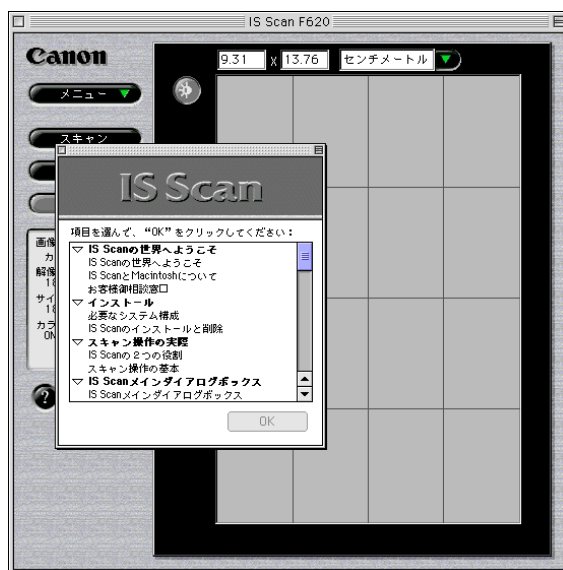 IS Scan F620
Canon
9.31 x 13.76 センチメートル
メニュー
スキャン
IS Scan
項目を選んで、“OK”をクリックしてください：
IS Scanの世界へようこそ
IS Scanの世界へようこそ
IS ScanとMacintoshについて
お客様御相談窓口
インストール
必要なシステム構成
IS Scanのインストールと削除
スキャン操作の実際
IS Scanの２つの役割
スキャン操作の基本
IS Scanメインダイアログボックス
IS Scanメインダイアログボックス
OK
?